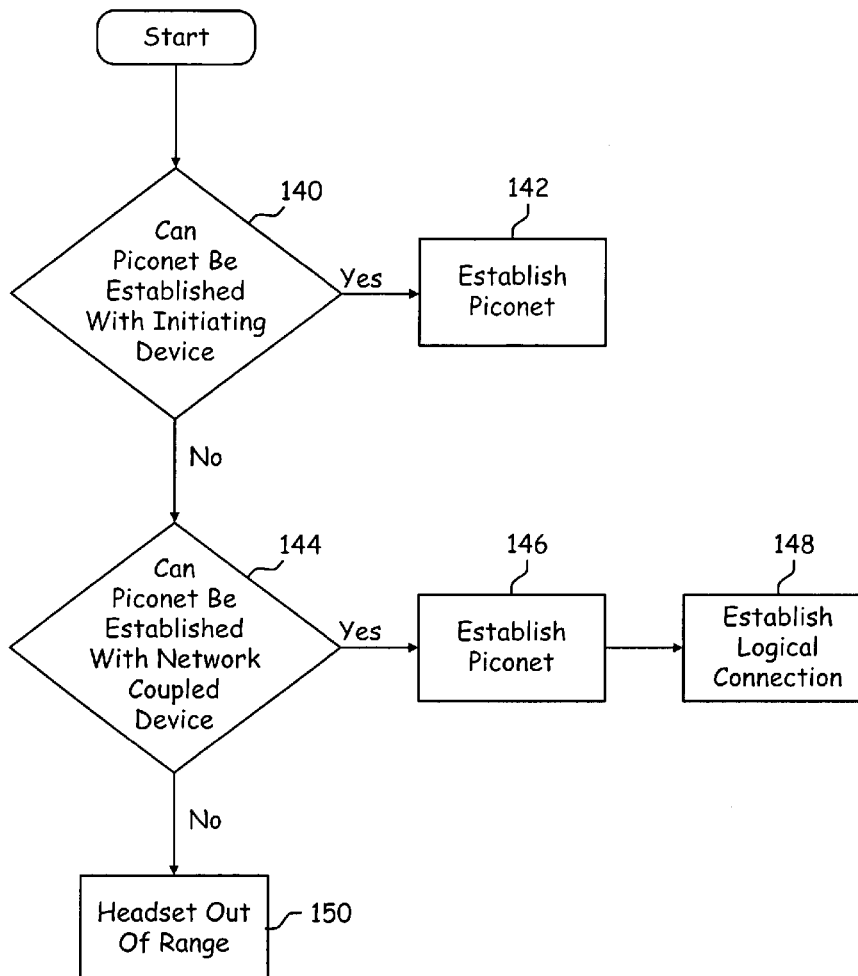 Start
140
Can
Piconet Be
Established
With Initiating
Device
Yes
142
Establish
Piconet
No
144
Can
Piconet Be
Established
With Network
Coupled
Device
Yes
146
Establish
Piconet
148
Establish
Logical
Connection
No
Headset Out
Of Range
150